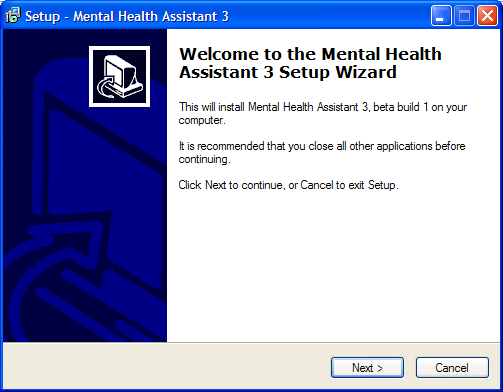 Setup - Mental Health Assistant 3
Welcome to the Mental Health
Assistant 3 Setup Wizard
This will install Mental Health Assistant 3, beta build 1 on your
computer.
It is recommended that you close all other applications before
continuing.
Click Next to continue, or Cancel to exit Setup.
Next >
Cancel